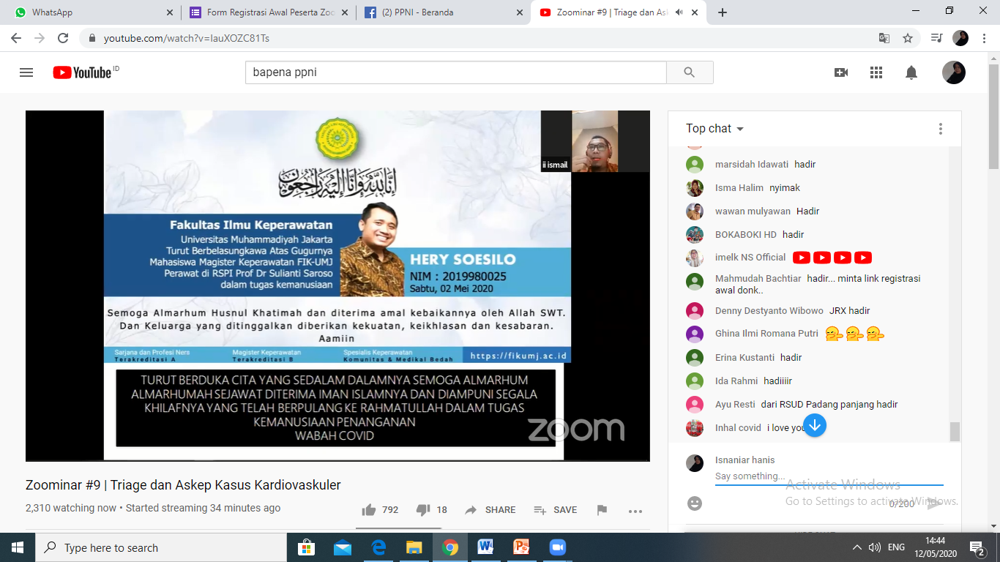 WhatsApp
Form Registrasi Awal Peserta Zoo
(2) PPNI - Beranda
Zoominar #9 | Triage dan Ask
youtube.com/watch?v=IauXOZC81Ts
YouTube ID
bapena ppni
ii ismail
إنا لله وإنا إليه راجعون
Fakultas Ilmu Keperawatan
Universitas Muhammadiyah Jakarta
Turut Berbelasungkawa Atas Gugurnya
Mahasiswa Magister Keperawatan FIK-UMJ
Perawat di RSPI Prof Dr Sulianti Saroso
dalam tugas kemanusiaan
HERY SOESILO
NIM : 2019980025
Sabtu, 02 Mei 2020
Semoga Almarhum Husnul Khatimah dan diterima amal kebaikannya oleh Allah SWT.
Dan Keluarga yang ditinggalkan diberikan kekuatan, keikhlasan dan kesabaran.
Aamiin
Sarjana dan Profesi Ners
Terakreditasi A
Magister Keperawatan
Terakreditasi B
Spesialis Keperawatan
Komunitas & Medikal Bedah
https://fikumj.ac.id
TURUT BERDUKA CITA YANG SEDALAM DALAMNYA SEMOGA ALMARHUM
ALMARHUMAH SEJAWAT DITERIMA IMAN ISLAMNYA DAN DIAMPUNI SEGALA
KHILAFNYA YANG TELAH BERPULANG KE RAHMATULLAH DALAM TUGAS
KEMANUSIAAN PENANGANAN
WABAH COVID
zoom
Zoominar #9 | Triage dan Askep Kasus Kardiovaskuler
2,310 watching now • Started streaming 34 minutes ago
792
18
SHARE
SAVE
Top chat
marsidah Idawati hadir
Isma Halim nyimak
wawan mulyawan Hadir
BOKABOKI HD hadir
imelk NS Official
Mahmudah Bachtiar hadir... minta link registrasi
awal donk..
Denny Destyanto Wibowo JRX hadir
Ghina Ilmi Romana Putri
Erina Kustanti hadir
Ida Rahmi hadiiiir
Ayu Resti dari RSUD Padang panjang hadir
Inhal covid i love you
Isnaniar hanis
Say something...
0/200
Activate Windows
Go to Settings to activate Windows.
Type here to search
ENG
14:44
12/05/2020
2